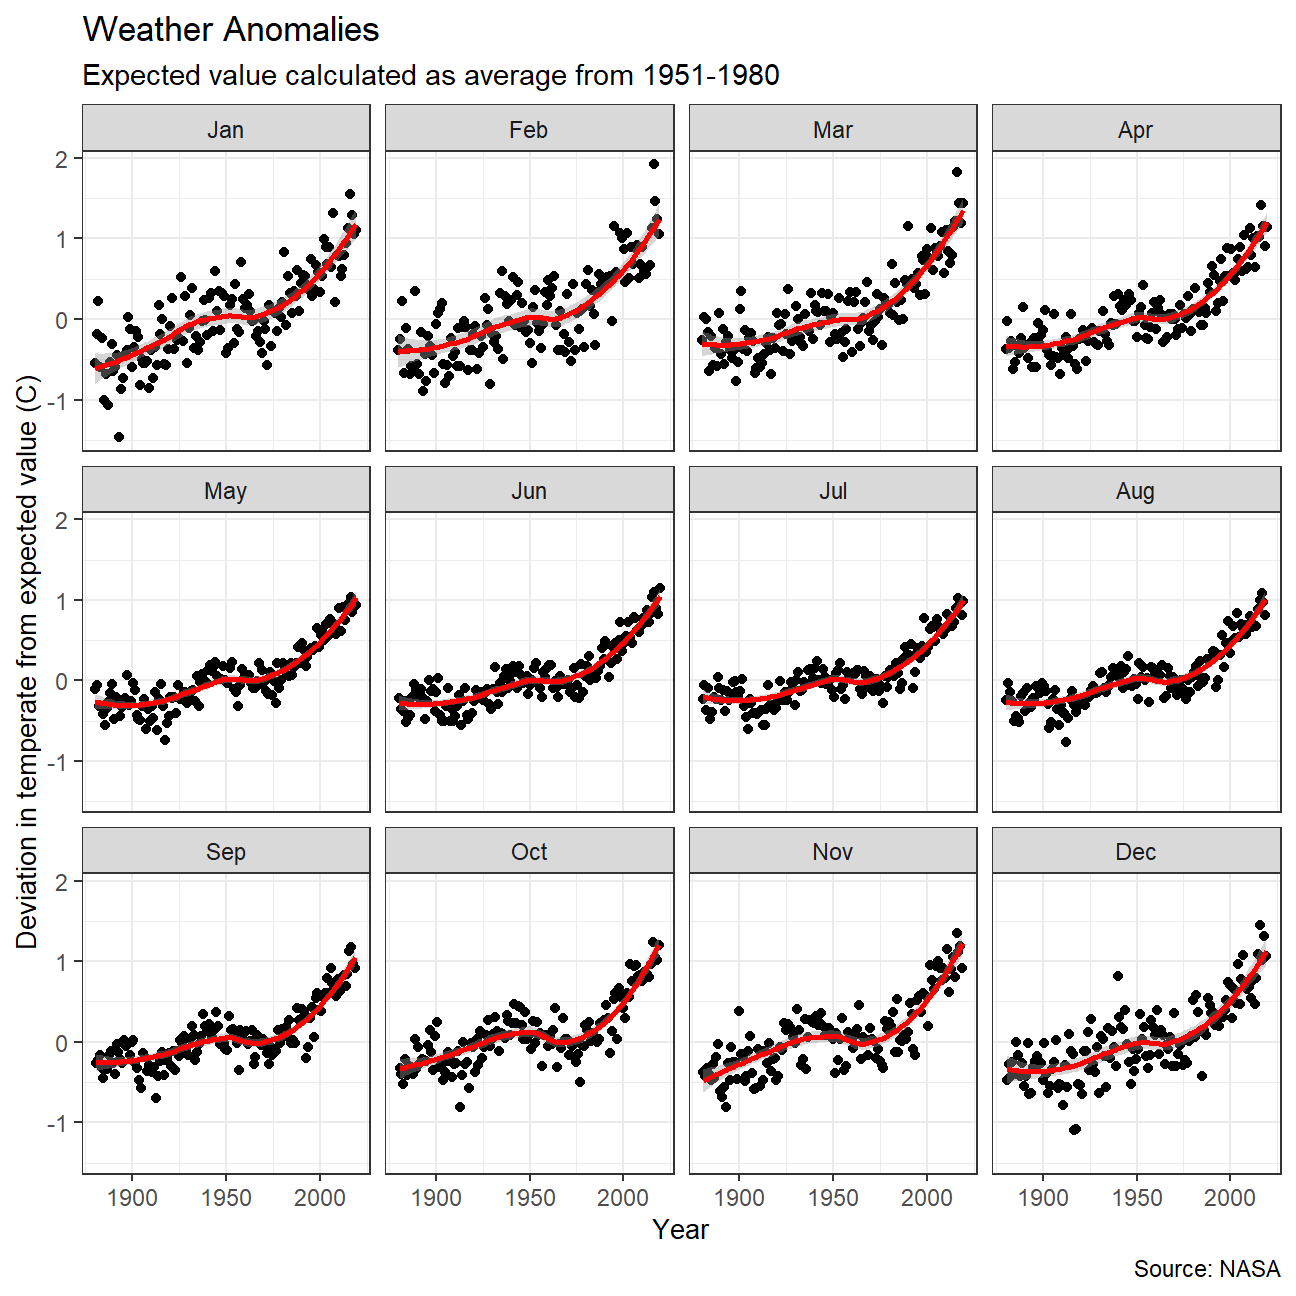 Weather Anomalies
Expected value calculated as average from 1951-1980
Jan Feb Mar Apr
2
1
0
-1
May Jun Jul Aug
2
1
0
-1
Sep Oct Nov Dec
2
1
0
-1
Deviation in temperate from expected value (C)
1900 1950 2000 1900 1950 2000 1900 1950 2000 1900 1950 2000
Year
Source: NASA